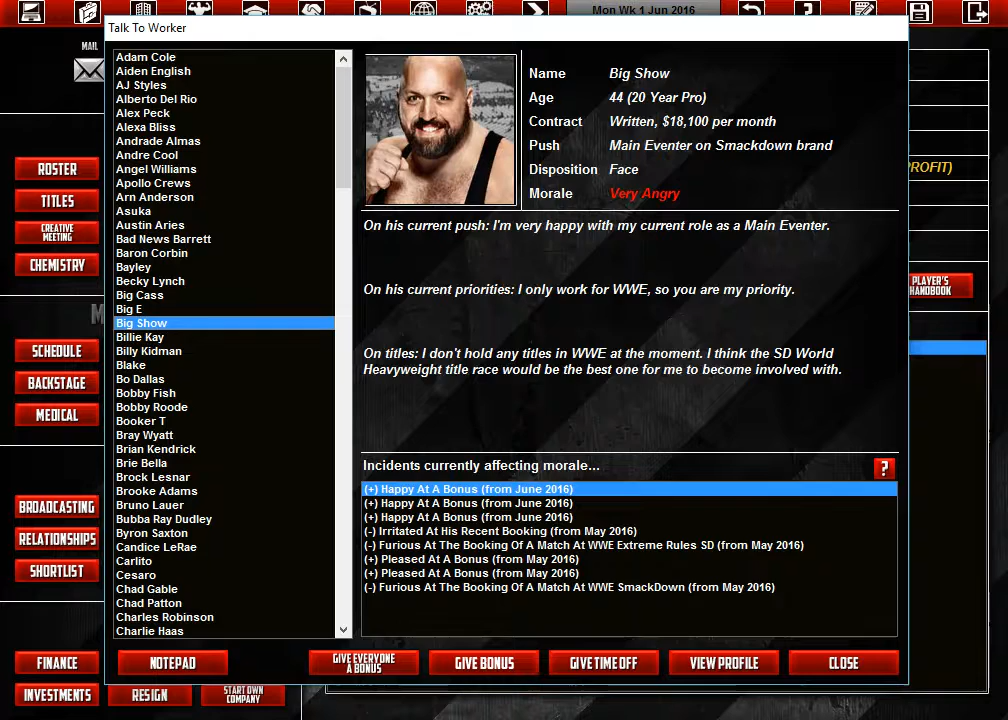 Mon Wk 1 Jun 2016
Talk To Worker
MAIL
ROSTER
TITLES
CREATIVE
MEETING
CHEMISTRY
M
SCHEDULE
BACKSTAGE
MEDICAL
BROADCASTING
RELATIONSHIPS
SHORTLIST
FINANCE
INVESTMENTS
RESIGN
START OWN
COMPANY
Adam Cole
Aiden English
AJ Styles
Alberto Del Rio
Alex Peck
Alexa Bliss
Andrade Almas
Andre Cool
Angel Williams
Apollo Crews
Arn Anderson
Asuka
Austin Aries
Bad News Barrett
Baron Corbin
Bayley
Becky Lynch
Big Cass
Big E
Big Show
Billie Kay
Billy Kidman
Blake
Bo Dallas
Bobby Fish
Bobby Roode
Booker T
Bray Wyatt
Brian Kendrick
Brie Bella
Brock Lesnar
Brooke Adams
Bruno Lauer
Bubba Ray Dudley
Byron Saxton
Candice LeRae
Carlito
Cesaro
Chad Gable
Chad Patton
Charles Robinson
Charlie Haas
Name Big Show
Age 44 (20 Year Pro)
Contract Written, $18,100 per month
Push Main Eventer on Smackdown brand
Disposition Face
Morale Very Angry
On his current push: I'm very happy with my current role as a Main Eventer.
On his current priorities: I only work for WWE, so you are my priority.
On titles: I don't hold any titles in WWE at the moment. I think the SD World
Heavyweight title race would be the best one for me to become involved with.
Incidents currently affecting morale...
?
(+) Happy At A Bonus (from June 2016)
(+) Happy At A Bonus (from June 2016)
(+) Happy At A Bonus (from June 2016)
(-) Irritated At His Recent Booking (from May 2016)
(-) Furious At The Booking Of A Match At WWE Extreme Rules SD (from May 2016)
(+) Pleased At A Bonus (from May 2016)
(+) Pleased At A Bonus (from May 2016)
(-) Furious At The Booking Of A Match At WWE SmackDown (from May 2016)
NOTEPAD
GIVE EVERYONE
A BONUS
GIVE BONUS
GIVE TIME OFF
VIEW PROFILE
CLOSE
PROFIT)
PLAYER'S
HANDBOOK